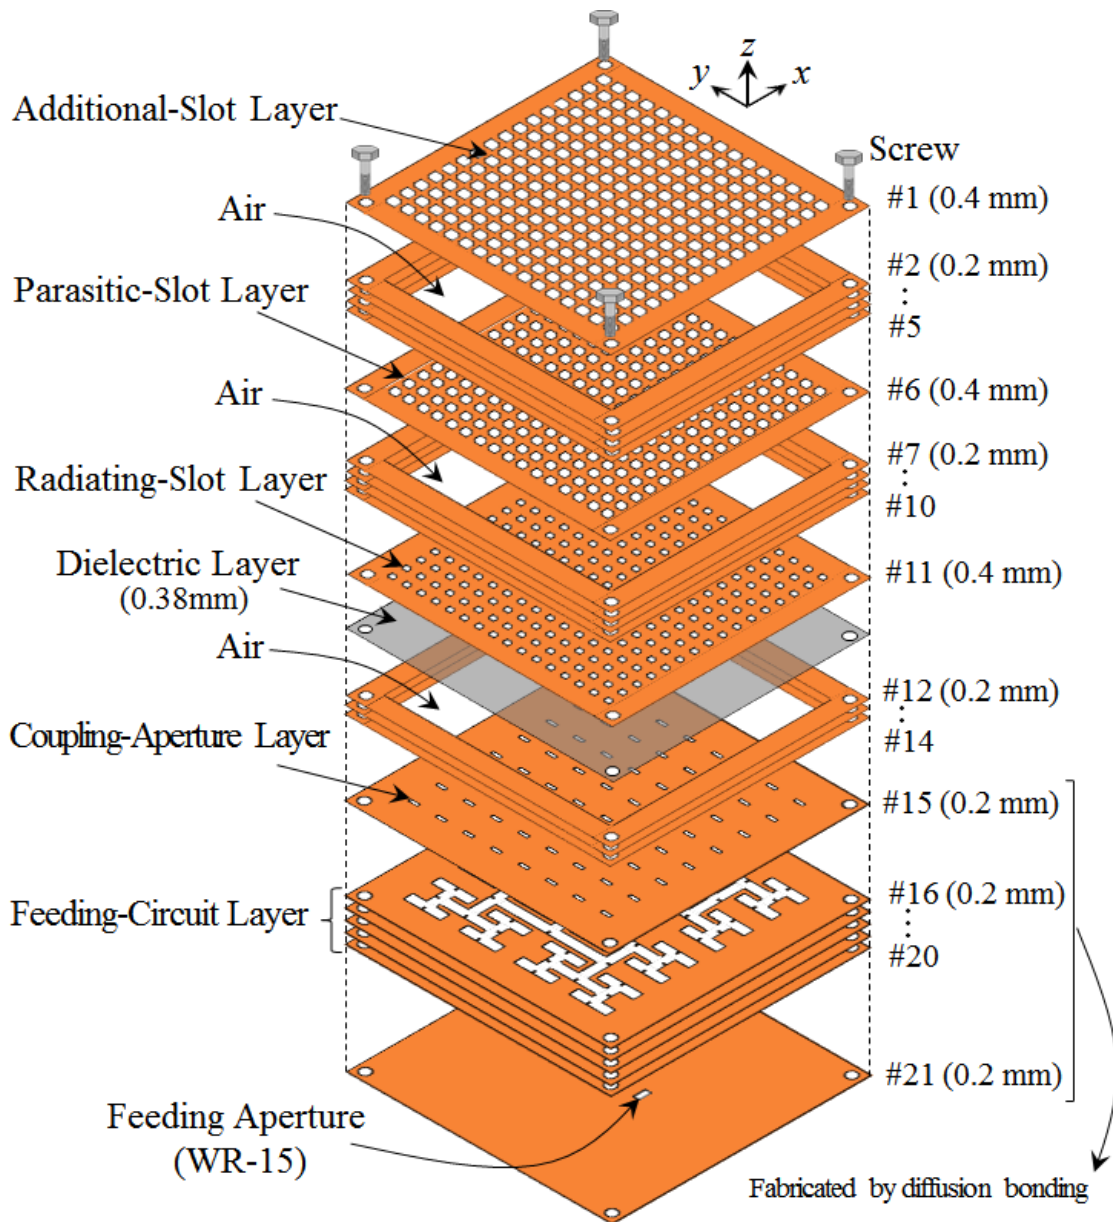 z
y
x
Additional-Slot Layer
Screw
#1 (0.4 mm)
Air
#2 (0.2 mm)
Parasitic-Slot Layer
#5
Air
#6 (0.4 mm)
#7 (0.2 mm)
Radiating-Slot Layer
#10
Dielectric Layer
(0.38mm)
#11 (0.4 mm)
Air
#12 (0.2 mm)
Coupling-Aperture Layer
#14
#15 (0.2 mm)
#16 (0.2 mm)
Feeding-Circuit Layer
#20
#21 (0.2 mm)
Feeding Aperture
(WR-15)
Fabricated by diffusion bonding